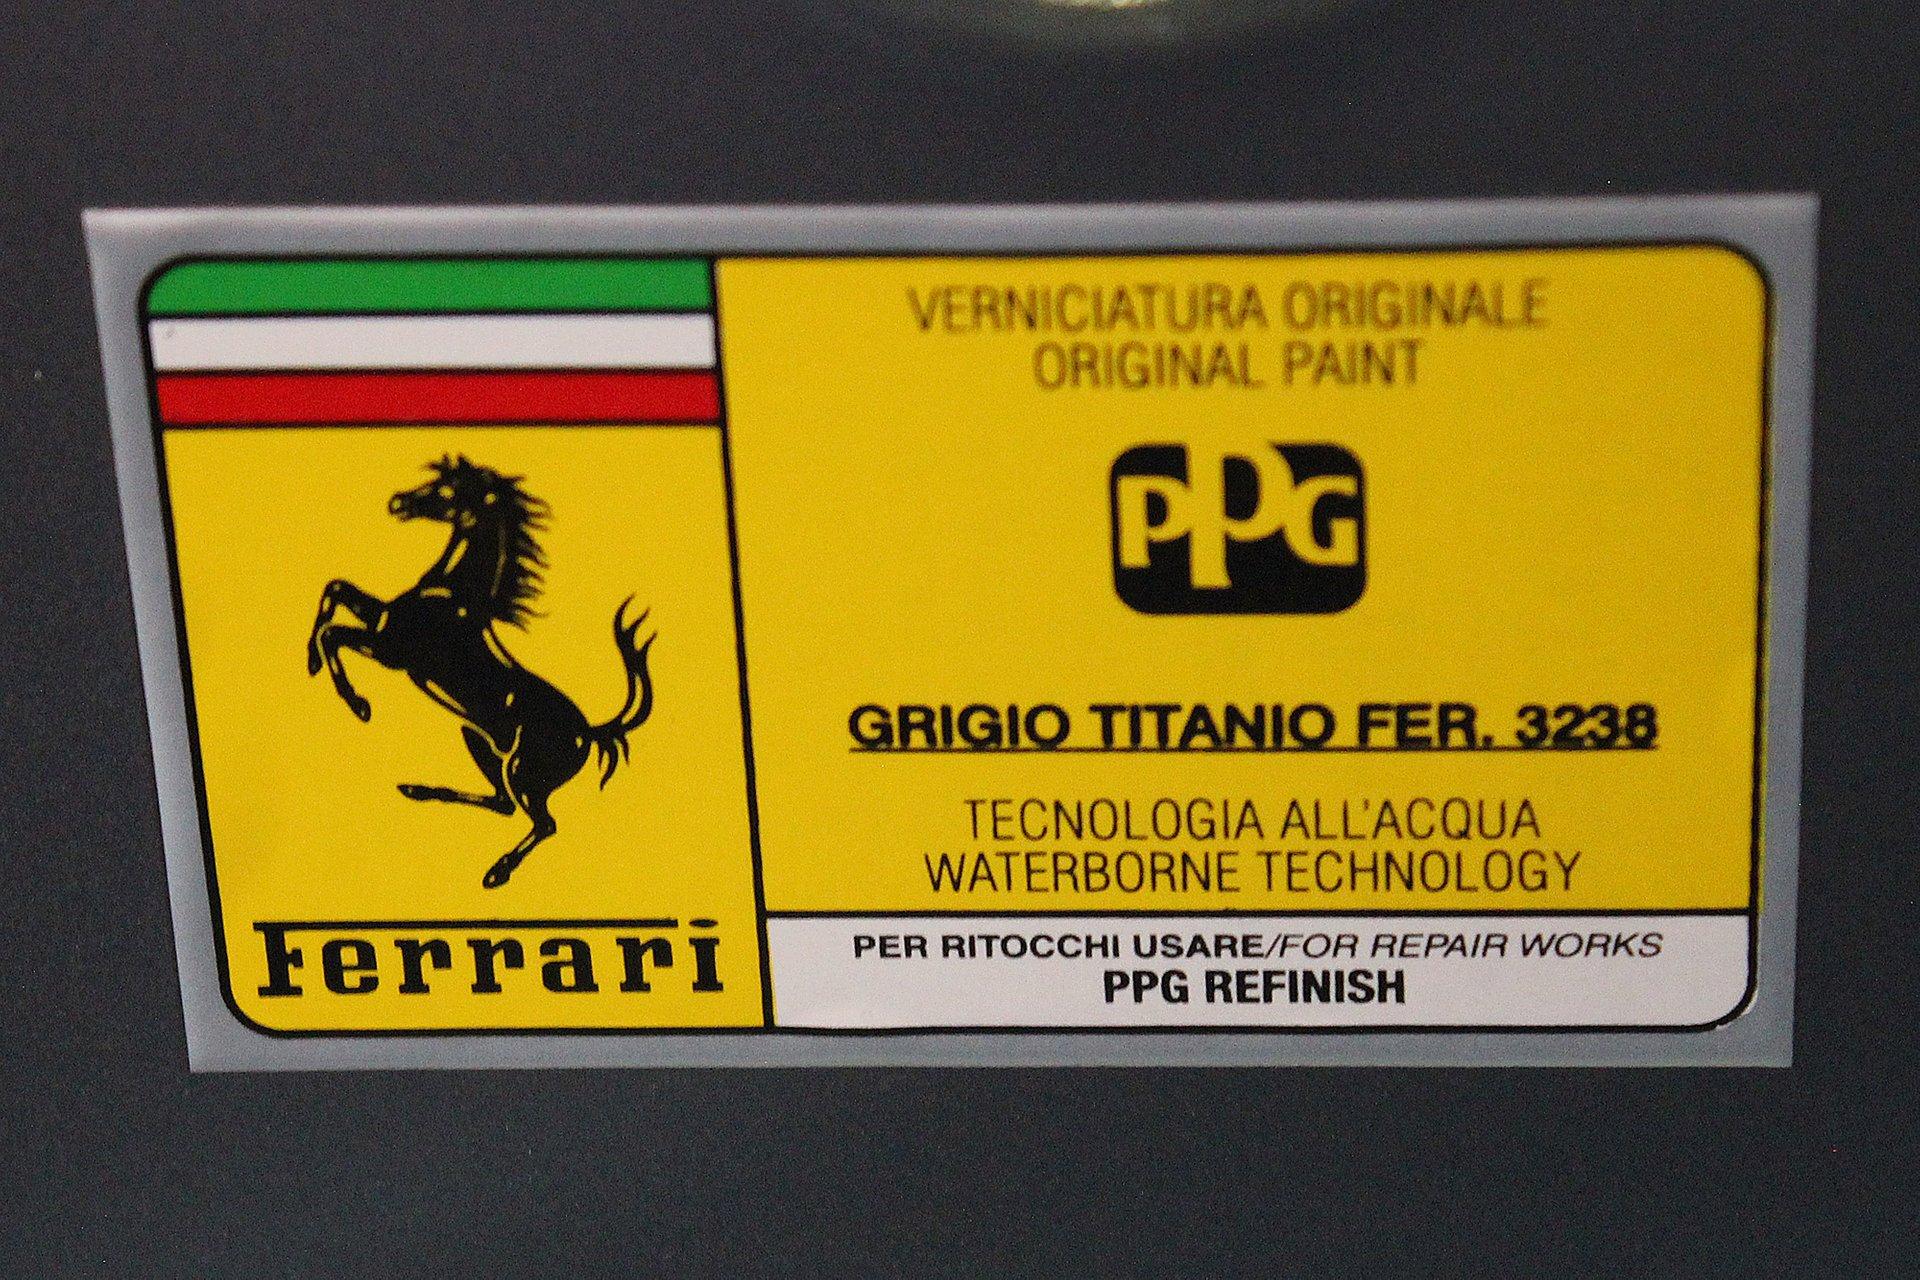 Ferrari
VERNICIATURA ORIGINALE
ORIGINAL PAINT
PPG
GRIGIO TITANIO FER. 3238
TECNOLOGIA ALL'ACQUA
WATERBORNE TECHNOLOGY
PER RITOCCHI USARE/FOR REPAIR WORKS
PPG REFINISH